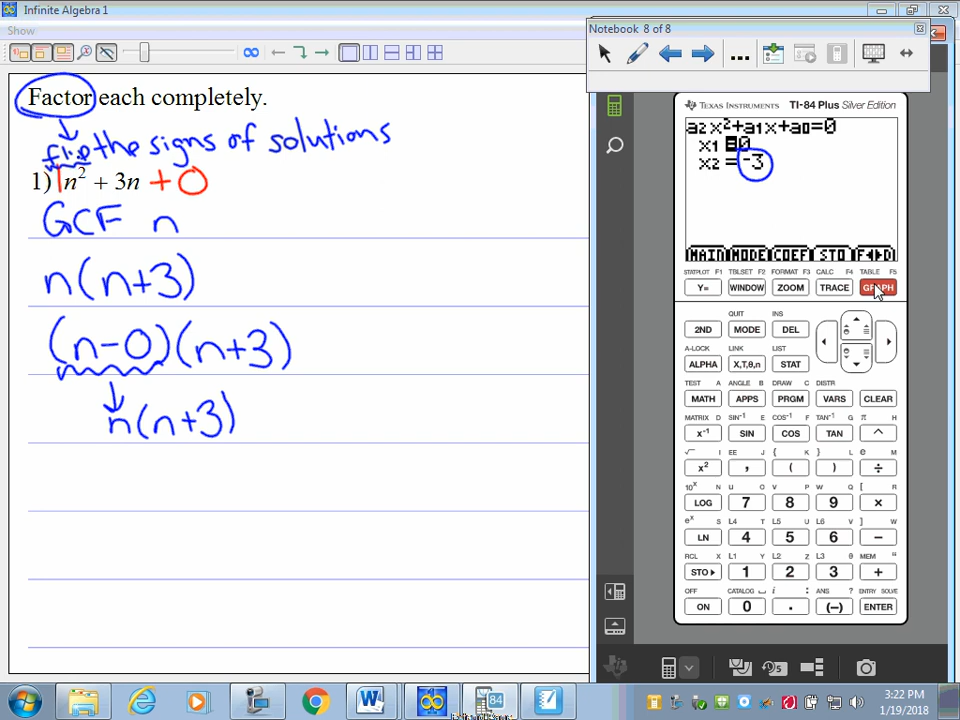 Infinite Algebra 1
Show
Notebook 8 of 8
Factor each completely.
flip the signs of solutions
1) 1n² + 3n + 0
GCF n
n(n+3)
(n-0)(n+3)
n(n+3)
TEXAS INSTRUMENTS TI-84 Plus Silver Edition
a2x²+a1x+a0=0
x1 =0
x2 =-3
MAIN MODE COEF STO F◄►D
STATPLOT F1 TBLSET F2 FORMAT F3 CALC F4 TABLE F5
Y= WINDOW ZOOM TRACE GRAPH
QUIT INS
2ND MODE DEL
A-LOCK LINK LIST
ALPHA X,T,θ,n STAT
TEST A ANGLE B DRAW C DISTR
MATH APPS PRGM VARS CLEAR
MATRIX D SIN⁻¹ E COS⁻¹ F TAN⁻¹ G π H
x⁻¹ SIN COS TAN ^
√ I EE J { K } L e M
x² , ( ) ÷
10ˣ N u O v P w Q [ R
LOG 7 8 9 ×
eˣ S L4 T L5 U L6 V ] W
LN 4 5 6 −
RCL X L1 Y L2 Z L3 θ MEM "
STO► 1 2 3 +
OFF CATALOG i : ANS ? ENTRY SOLVE
ON 0 . (−) ENTER
84
3:22 PM
1/19/2018